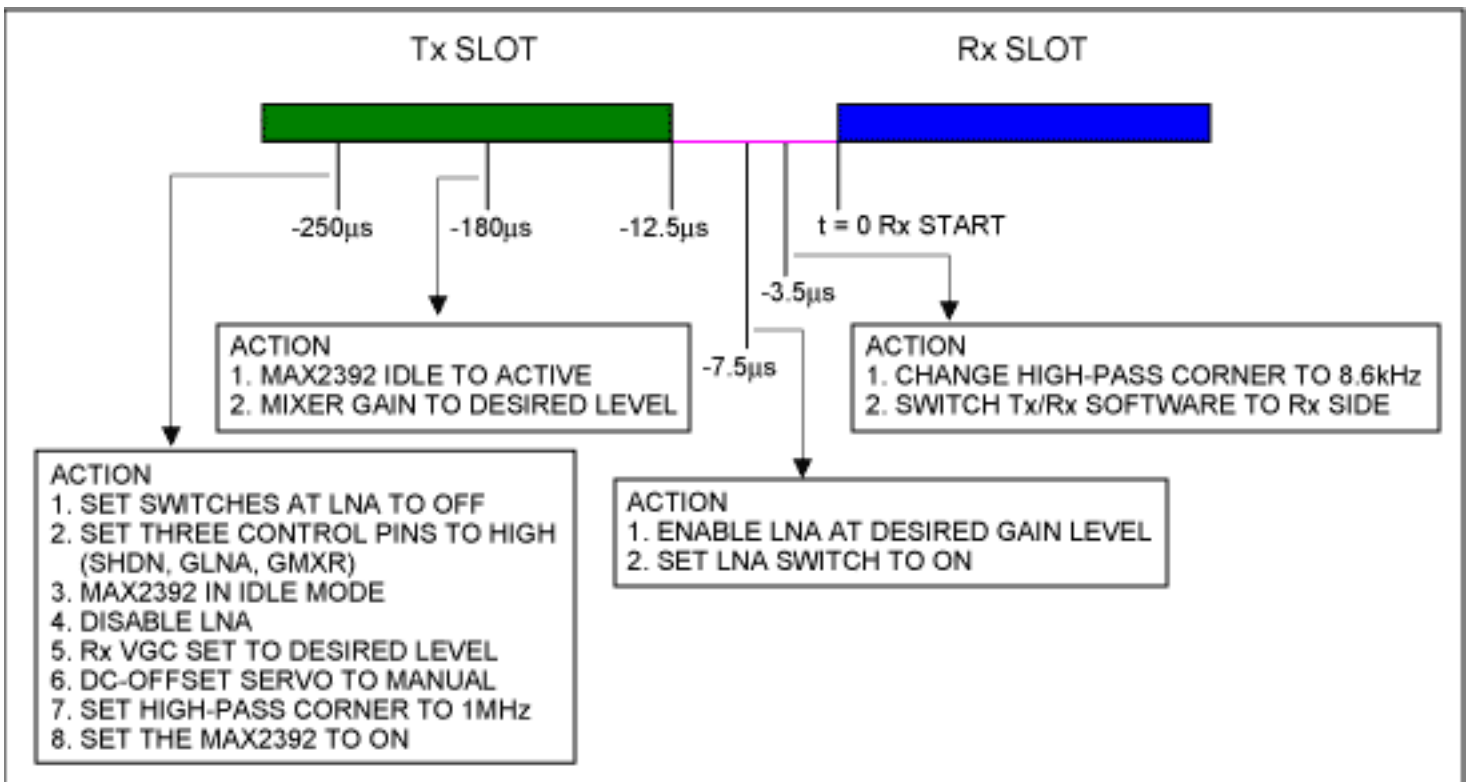 Tx SLOT
Rx SLOT
-250μs
-180μs
-12.5μs
t = 0 Rx START
-3.5μs
-7.5μs
ACTION
1. MAX2392 IDLE TO ACTIVE
2. MIXER GAIN TO DESIRED LEVEL
ACTION
1. CHANGE HIGH-PASS CORNER TO 8.6kHz
2. SWITCH Tx/Rx SOFTWARE TO Rx SIDE
ACTION
1. SET SWITCHES AT LNA TO OFF
2. SET THREE CONTROL PINS TO HIGH
(SHDN, GLNA, GMXR)
3. MAX2392 IN IDLE MODE
4. DISABLE LNA
5. Rx VGC SET TO DESIRED LEVEL
6. DC-OFFSET SERVO TO MANUAL
7. SET HIGH-PASS CORNER TO 1MHz
8. SET THE MAX2392 TO ON
ACTION
1. ENABLE LNA AT DESIRED GAIN LEVEL
2. SET LNA SWITCH TO ON